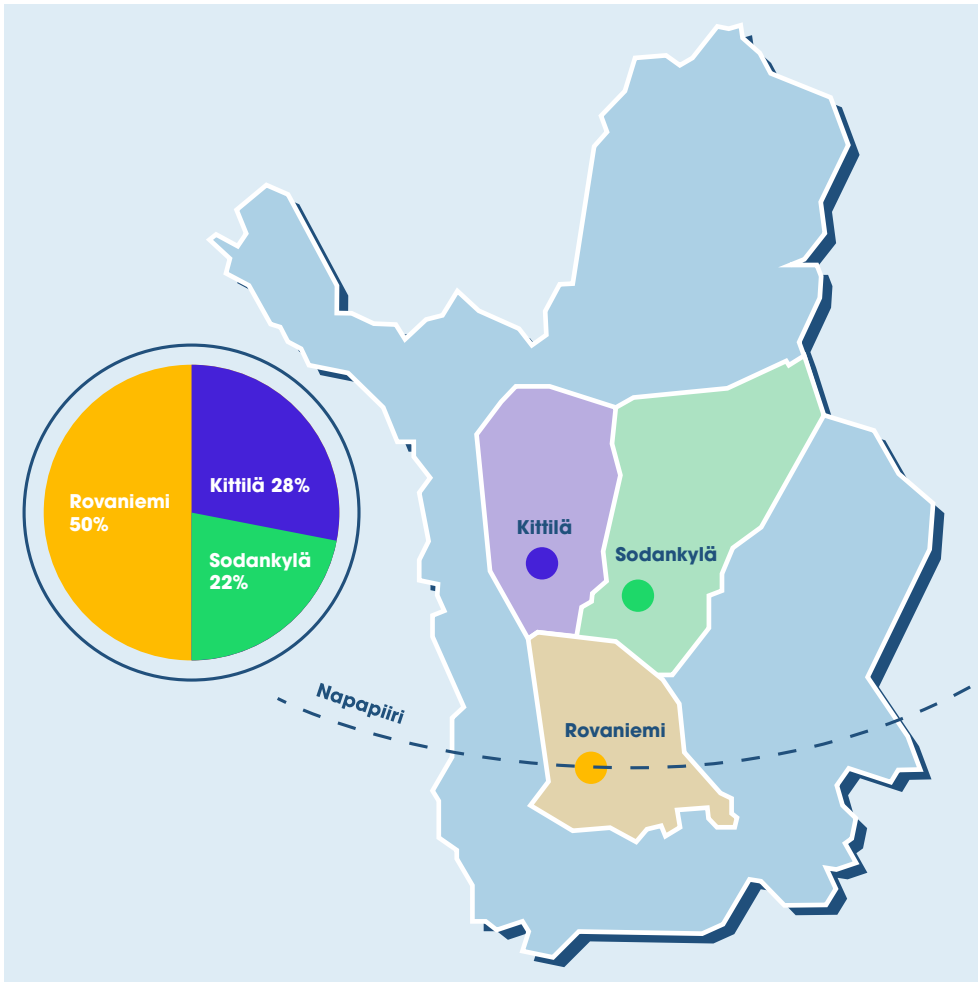 Rovaniemi
50%
Kittilä 28%
Sodankylä
22%
Napapiiri
Kittilä
Sodankylä
Rovaniemi